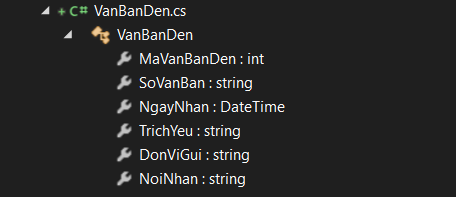 + C# VanBanDen.cs
VanBanDen
MaVanBanDen : int
SoVanBan : string
NgayNhan : DateTime
TrichYeu : string
DonViGui : string
NoiNhan : string